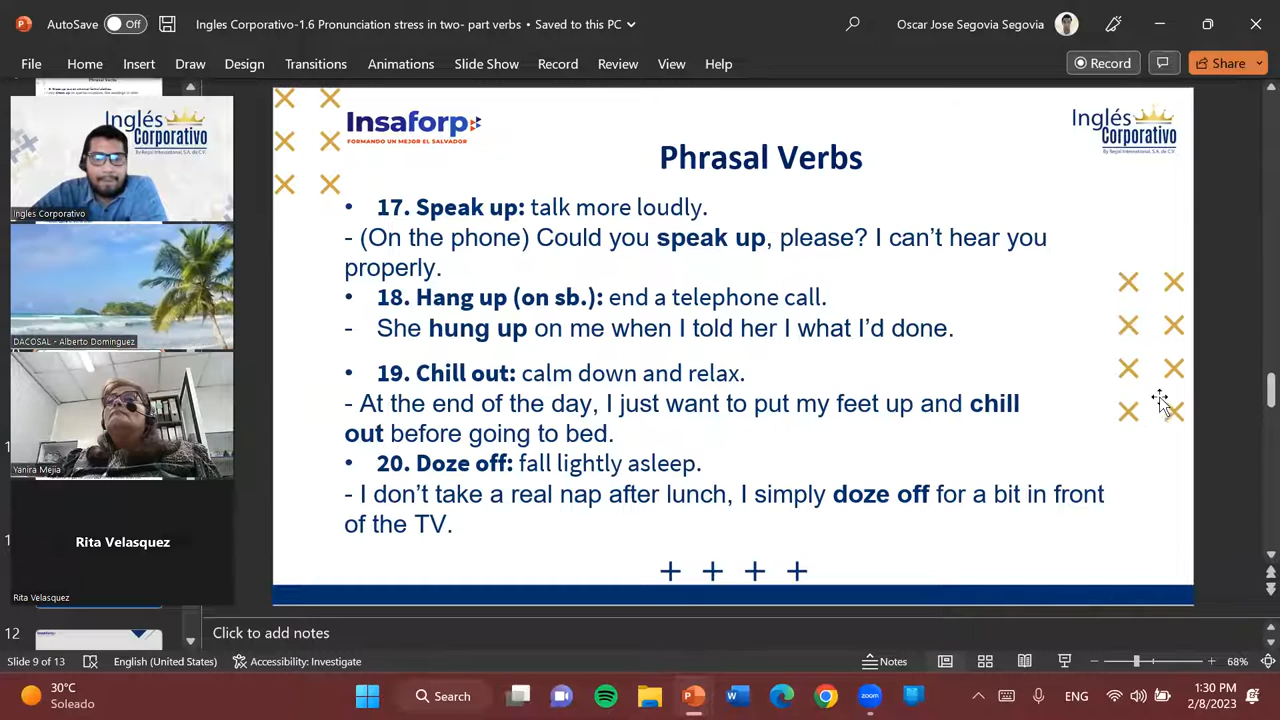 AutoSave Off Ingles Corporativo-1.6 Pronunciation stress in two- part verbs • Saved to this PC Oscar Jose Segovia Segovia
File Home Insert Draw Design Transitions Animations Slide Show Record Review View Help Record Share
Inglés
Corporativo
Ingles Corporativo
DACOSAL - Alberto Dominguez
Yanira Mejia
Rita Velasquez
Rita Velasquez
12
Insaforp
FORMANDO UN MEJOR EL SALVADOR
Inglés
Corporativo
By Regal International, S.A. de C.V.
Phrasal Verbs
• 17. Speak up: talk more loudly.
- (On the phone) Could you speak up, please? I can't hear you
properly.
• 18. Hang up (on sb.): end a telephone call.
- She hung up on me when I told her I what I'd done.
• 19. Chill out: calm down and relax.
- At the end of the day, I just want to put my feet up and chill
out before going to bed.
• 20. Doze off: fall lightly asleep.
- I don't take a real nap after lunch, I simply doze off for a bit in front
of the TV.
Click to add notes
Slide 9 of 13 English (United States) Accessibility: Investigate Notes 68%
30°C
Soleado
Search
zoom
ENG
1:30 PM
2/8/2023